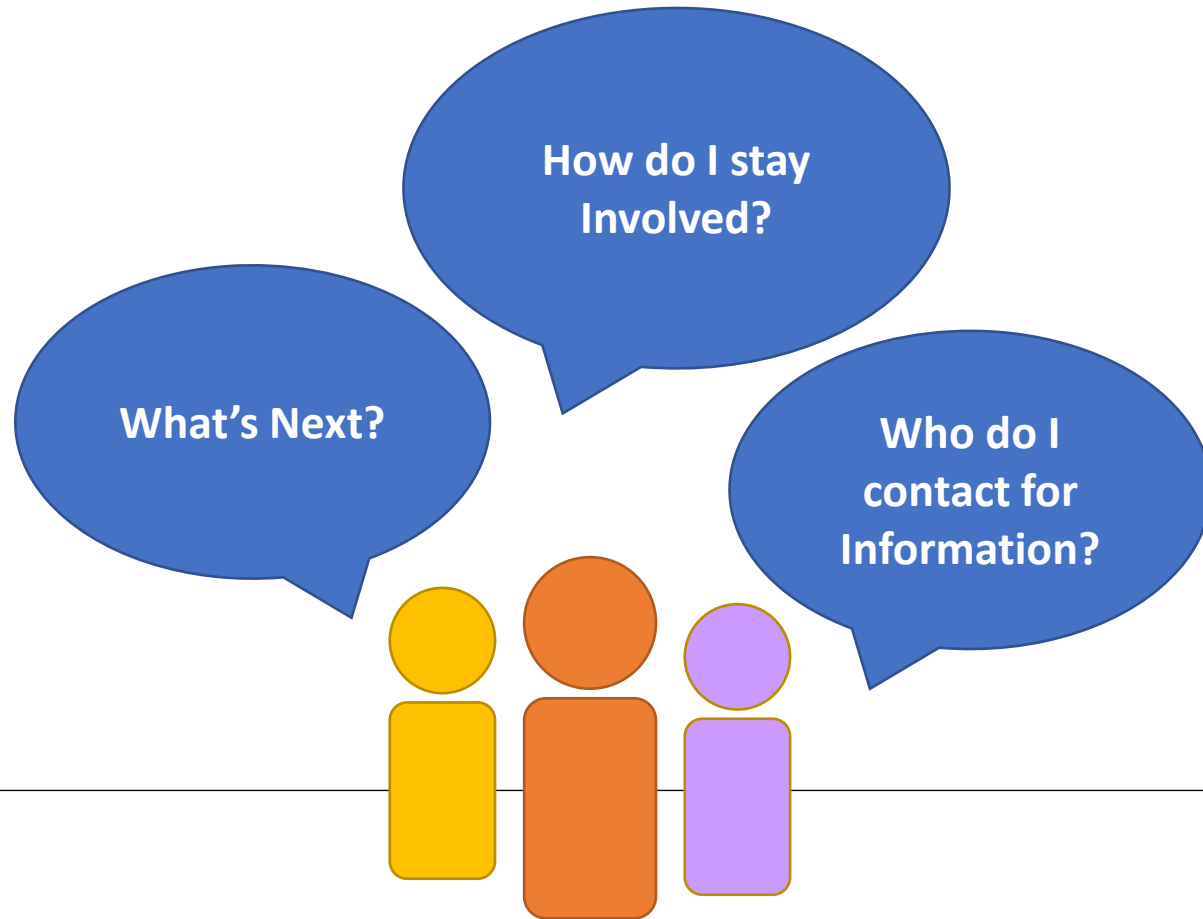 How do I stay
Involved?
What’s Next?
Who do I
contact for
Information?